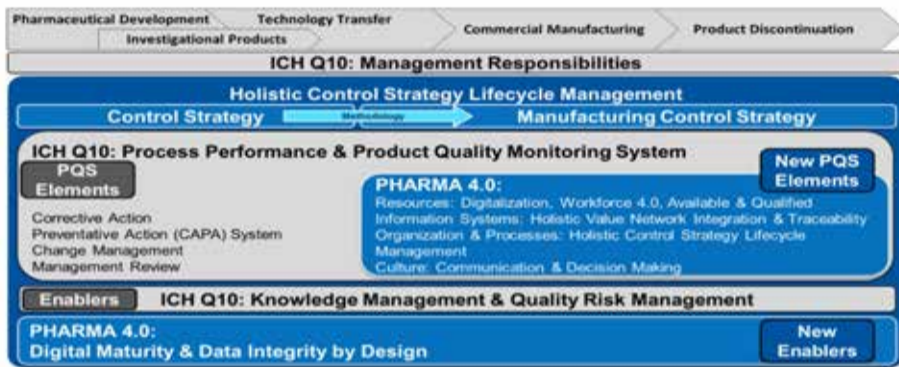 Pharmaceutical Development
Technology Transfer
Investigational Products
Commercial Manufacturing
Product Discontinuation
ICH Q10: Management Responsibilities
Holistic Control Strategy Lifecycle Management
Control Strategy
Methodology
Manufacturing Control Strategy
ICH Q10: Process Performance & Product Quality Monitoring System
PQS
Elements
Corrective Action
Preventative Action (CAPA) System
Change Management
Management Review
New PQS
Elements
PHARMA 4.0:
Resources: Digitalization, Workforce 4.0, Available & Qualified
Information Systems: Holistic Value Network Integration & Traceability
Organization & Processes: Holistic Control Strategy Lifecycle
Management
Culture: Communication & Decision Making
Enablers
ICH Q10: Knowledge Management & Quality Risk Management
PHARMA 4.0:
Digital Maturity & Data Integrity by Design
New
Enablers